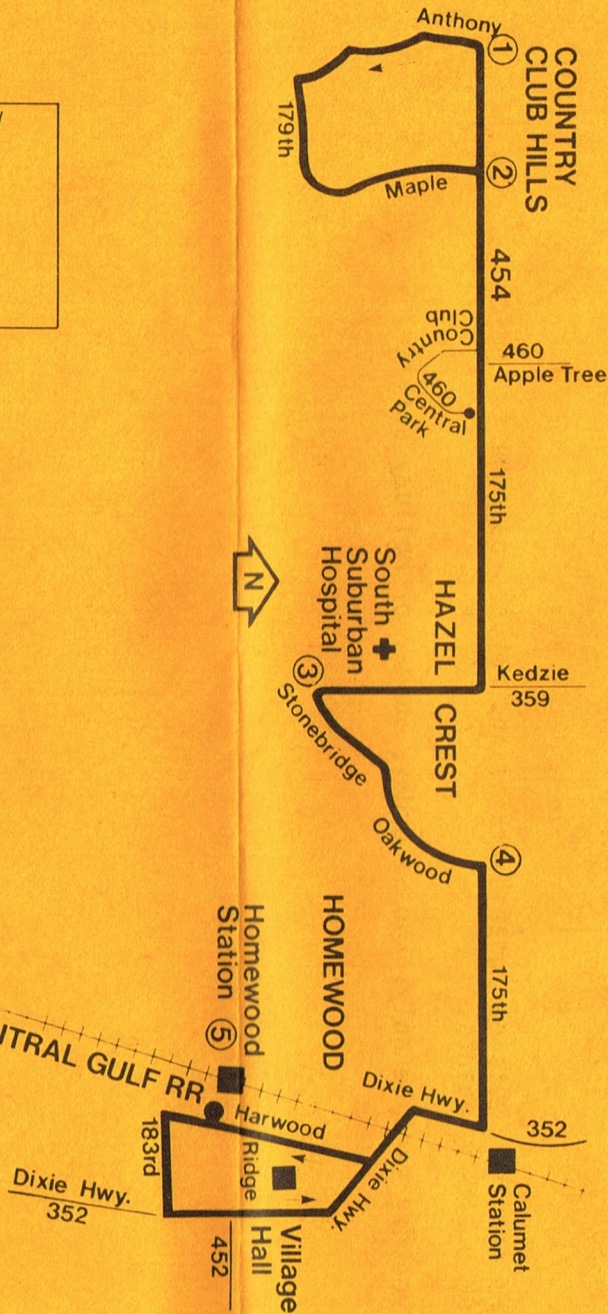 Anthony
①
COUNTRY
CLUB HILLS
179th
②
Maple
454
Country
Club
460
Apple Tree
460
Central
Park
175th
South
Suburban
Hospital
HAZEL CREST
N
Kedzie
359
③
Stonebridge
Oakwood
④
HOMEWOOD
175th
Homewood
Station ⑤
Dixie Hwy.
352
Calumet
Station
NTRAL GULF RR
Harwood
Dixie Hwy.
183rd
Ridge
Village
Hall
Dixie Hwy.
352
452